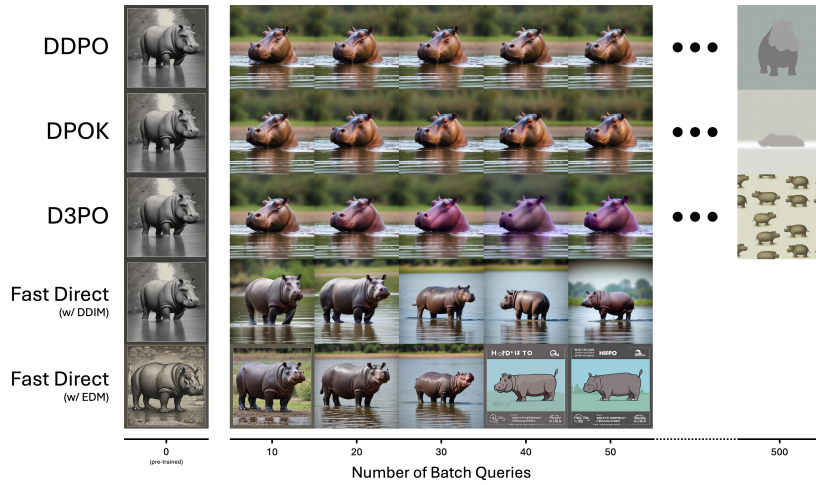 DDPO
DPOK
D3PO
Fast Direct
(w/ DDIM)
Fast Direct
(w/ EDM)
HIPPO
0
(pre-trained)
10
20
30
40
50
500
Number of Batch Queries